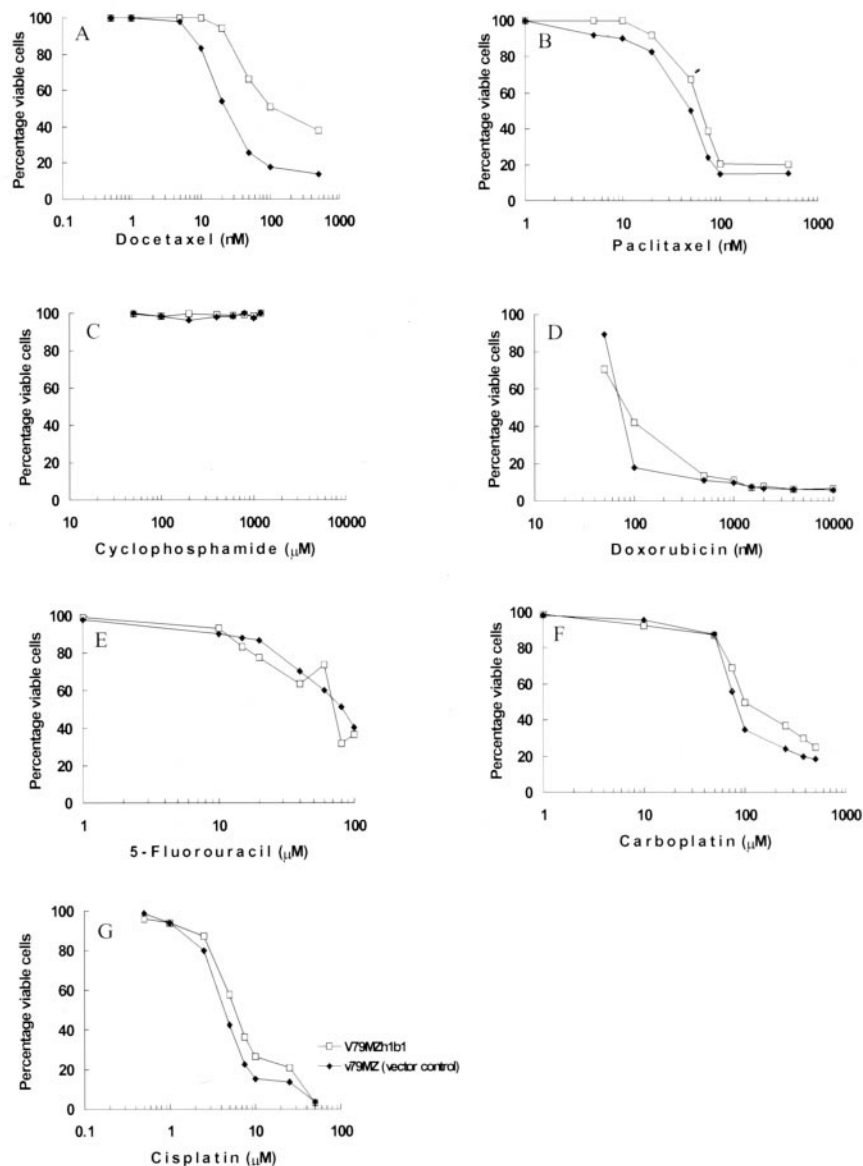 A
Percentage viable cells
100
80
60
40
20
0
0.1 1 10 100 1000
Docetaxel (nM)
B
Percentage viable cells
100
80
60
40
20
0
1 10 100 1000
Paclitaxel (nM)
C
Percentage viable cells
100
80
60
40
20
0
10 100 1000 10000
Cyclophosphamide (μM)
D
Percentage viable cells
100
80
60
40
20
0
10 100 1000 10000
Doxorubicin (nM)
E
Percentage viable cells
100
80
60
40
20
0
1 10 100
5-Fluorouracil (μM)
F
Percentage viable cells
100
80
60
40
20
0
1 10 100 1000
Carboplatin (μM)
G
Percentage viable cells
100
80
60
40
20
0
0.1 1 10 100
Cisplatin (μM)
V79MZh1b1
v79MZ (vector control)